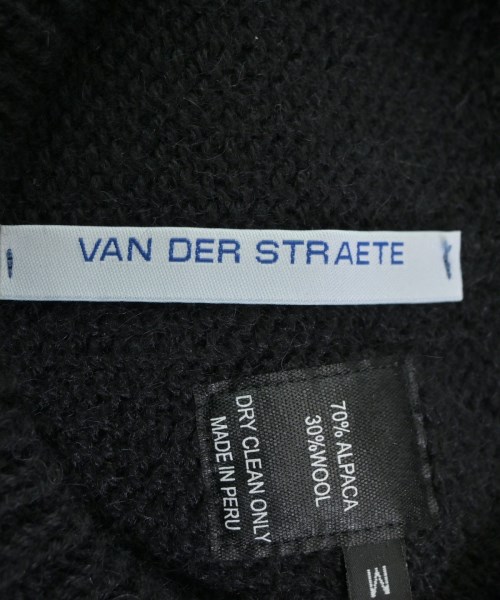 VAN DER STRAETE
70% ALPACA
30%WOOL
DRY CLEAN ONLY
MADE IN PERU
M